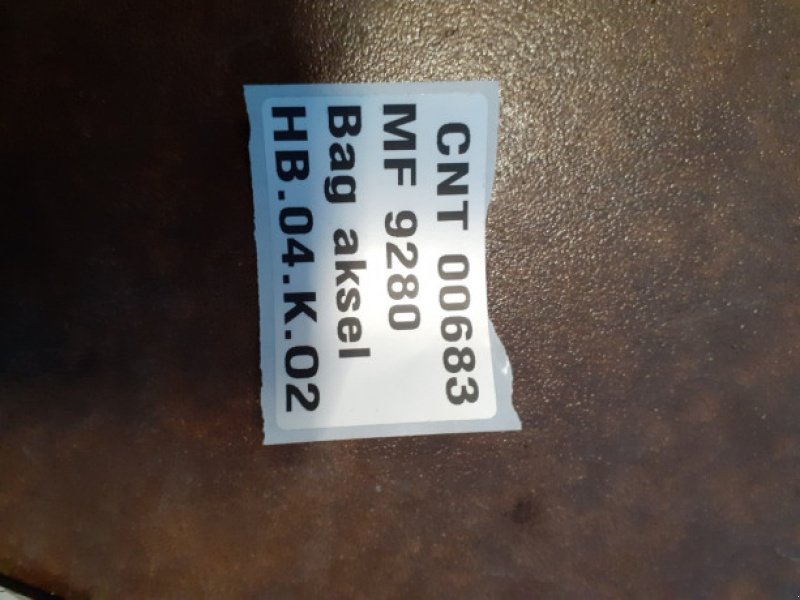 CNT 00683
MF 9280
Bag aksel
HB.04.K.02